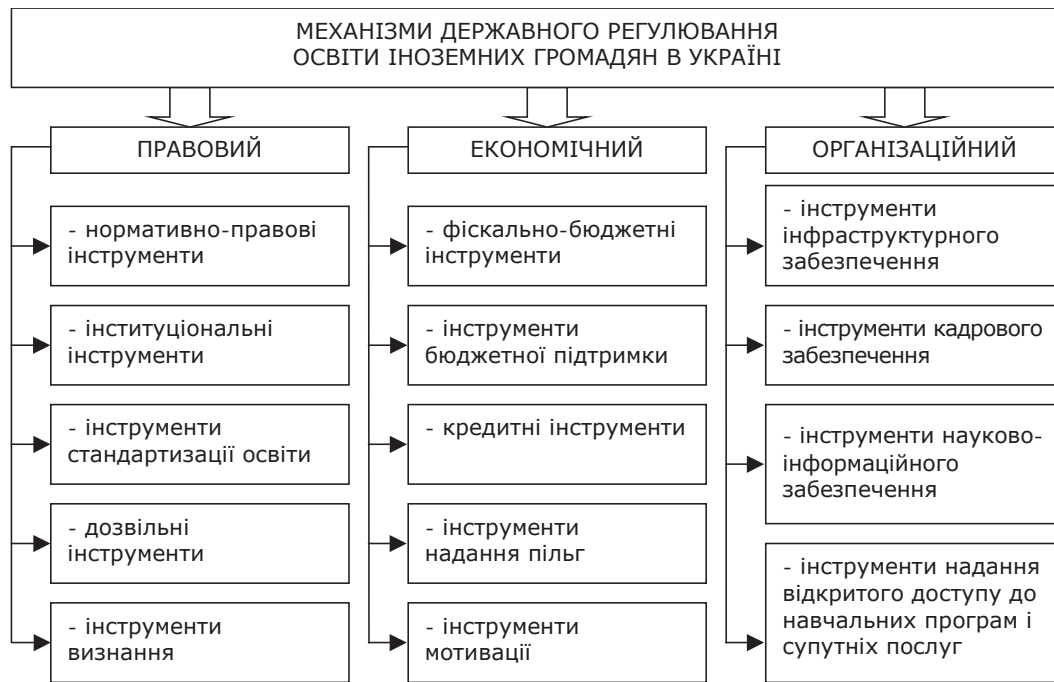 МЕХАНІЗМИ ДЕРЖАВНОГО РЕГУЛЮВАННЯ
ОСВІТИ ІНОЗЕМНИХ ГРОМАДЯН В УКРАЇНІ
ПРАВОВИЙ
- нормативно-правові
інструменти
- інституціональні
інструменти
- інструменти
стандартизації освіти
- дозвільні
інструменти
- інструменти
визнання
ЕКОНОМІЧНИЙ
- фіскально-бюджетні
інструменти
- інструменти
бюджетної підтримки
- кредитні інструменти
- інструменти
надання пільг
- інструменти
мотивації
ОРГАНІЗАЦІЙНИЙ
- інструменти
інфраструктурного
забезпечення
- інструменти кадрового
забезпечення
- інструменти науково-
інформаційного
забезпечення
- інструменти надання
відкритого доступу до
навчальних програм і
супутніх послуг